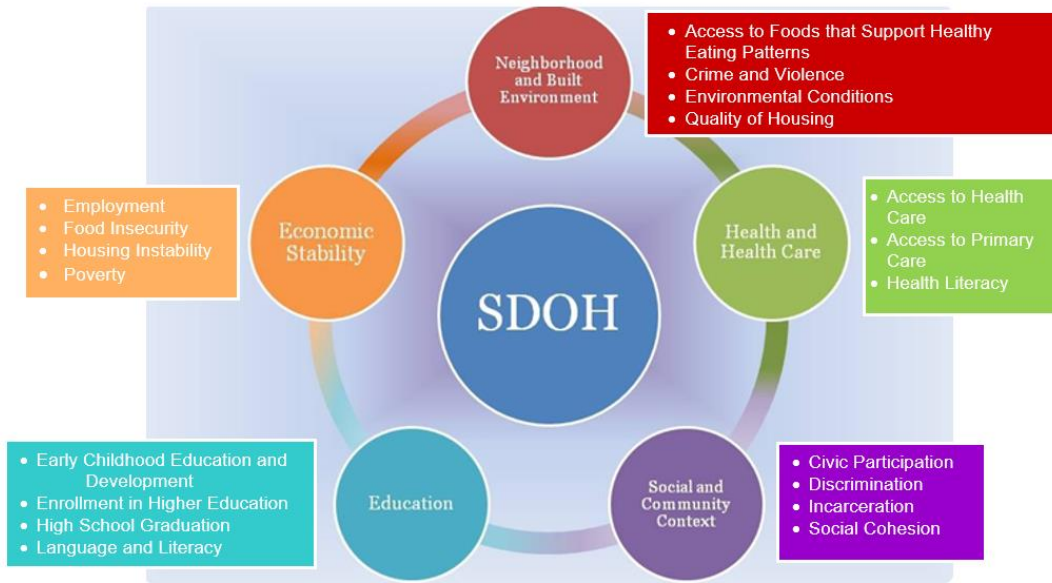 Neighborhood
and Built
Environment
• Access to Foods that Support Healthy
Eating Patterns
• Crime and Violence
• Environmental Conditions
• Quality of Housing
• Employment
• Food Insecurity
• Housing Instability
• Poverty
Economic
Stability
SDOH
Health and
Health Care
• Access to Health
Care
• Access to Primary
Care
• Health Literacy
• Early Childhood Education and
Development
• Enrollment in Higher Education
• High School Graduation
• Language and Literacy
Education
Social and
Community
Context
• Civic Participation
• Discrimination
• Incarceration
• Social Cohesion